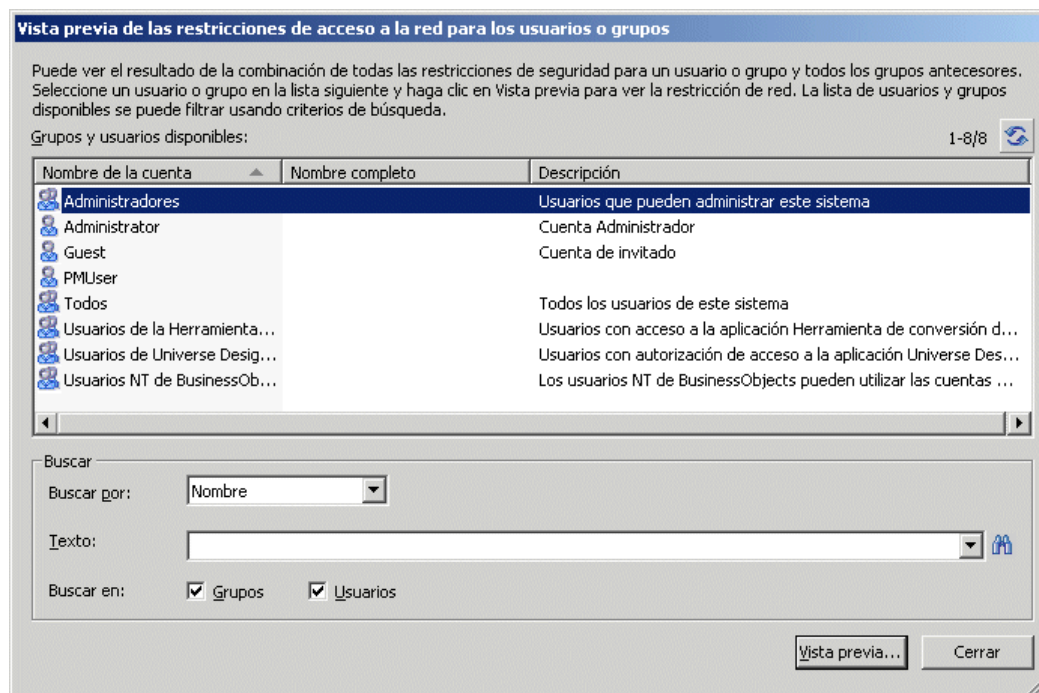 Vista previa de las restricciones de acceso a la red para los usuarios o grupos
Puede ver el resultado de la combinación de todas las restricciones de seguridad para un usuario o grupo y todos los grupos antecesores.
Seleccione un usuario o grupo en la lista siguiente y haga clic en Vista previa para ver la restricción de red. La lista de usuarios y grupos
disponibles se puede filtrar usando criterios de búsqueda.
Grupos y usuarios disponibles: 1-8/8
Nombre de la cuenta Nombre completo Descripción
Administradores Usuarios que pueden administrar este sistema
Administrator Cuenta Administrador
Guest Cuenta de invitado
PMUser
Todos Todos los usuarios de este sistema
Usuarios de la Herramienta... Usuarios con acceso a la aplicación Herramienta de conversión d...
Usuarios de Universe Desig... Usuarios con autorización de acceso a la aplicación Universe Des...
Usuarios NT de BusinessOb... Los usuarios NT de BusinessObjects pueden utilizar las cuentas ...
Buscar
Buscar por: Nombre
Texto:
Buscar en: Grupos Usuarios
Vista previa... Cerrar